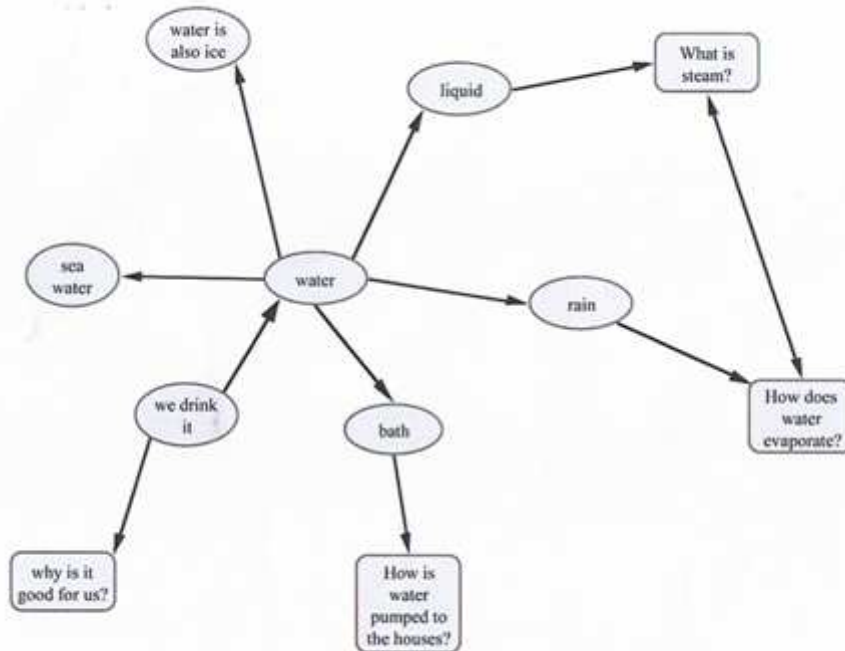 water is
also ice
What is
steam?
liquid
sea
water
water
rain
we drink
it
bath
How does
water
evaporate?
why is it
good for us?
How is
water
pumped to
the houses?